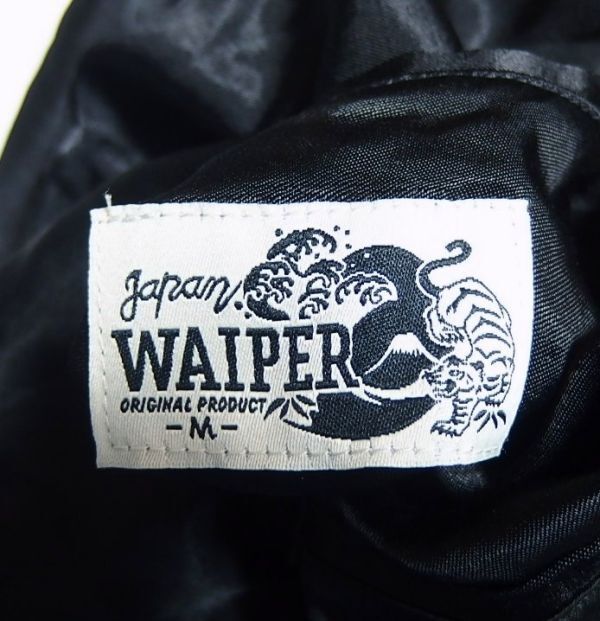 Japan
WAIPER
ORIGINAL PRODUCT
-M-